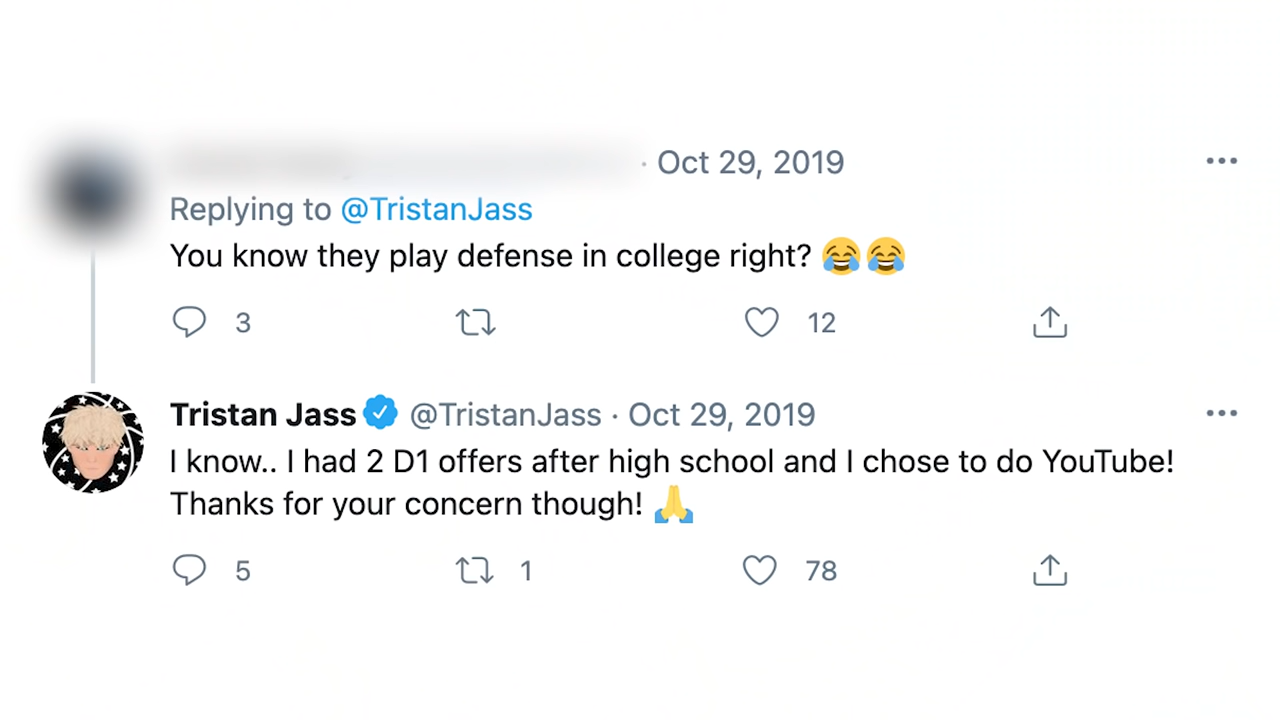 · Oct 29, 2019
Replying to @TristanJass
You know they play defense in college right? 😂😂
3 12
Tristan Jass @TristanJass · Oct 29, 2019
I know.. I had 2 D1 offers after high school and I chose to do YouTube!
Thanks for your concern though! 🙏
5 1 78